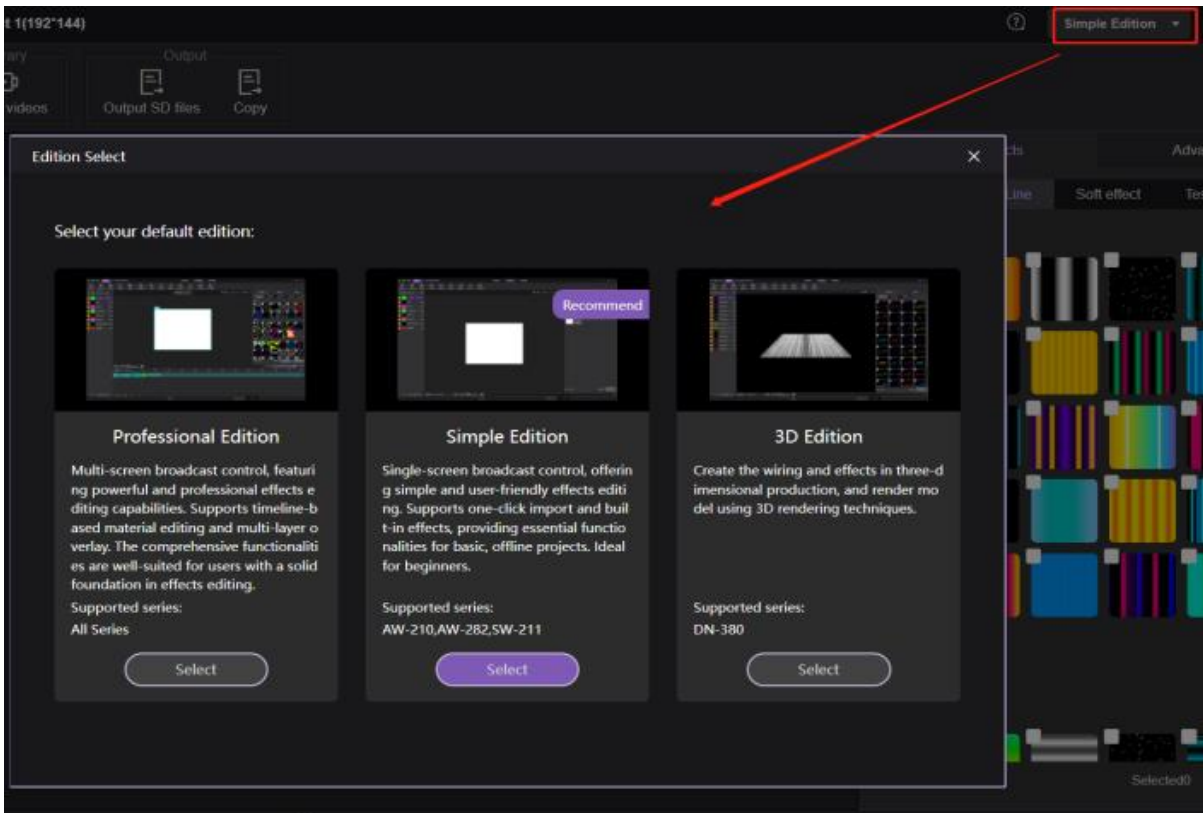 t 1(192*144)
Simple Edition
ary
Output
videos
Output SD files
Copy
Edition Select
cts
Adva
Line
Soft effect
Tes
Select your default edition:
Recommend
Professional Edition
Multi-screen broadcast control, featuri
ng powerful and professional effects e
diting capabilities. Supports timeline-b
ased material editing and multi-layer o
verlay. The comprehensive functionaliti
es are well-suited for users with a solid
foundation in effects editing.
Supported series:
All Series
Select
Simple Edition
Single-screen broadcast control, offerin
g simple and user-friendly effects editi
ng. Supports one-click import and buil
t-in effects, providing essential functio
nalities for basic, offline projects. Ideal
for beginners.
Supported series:
AW-210,AW-282,SW-211
Select
3D Edition
Create the wiring and effects in three-d
imensional production, and render mo
del using 3D rendering techniques.
Supported series:
DN-380
Select
Selected0